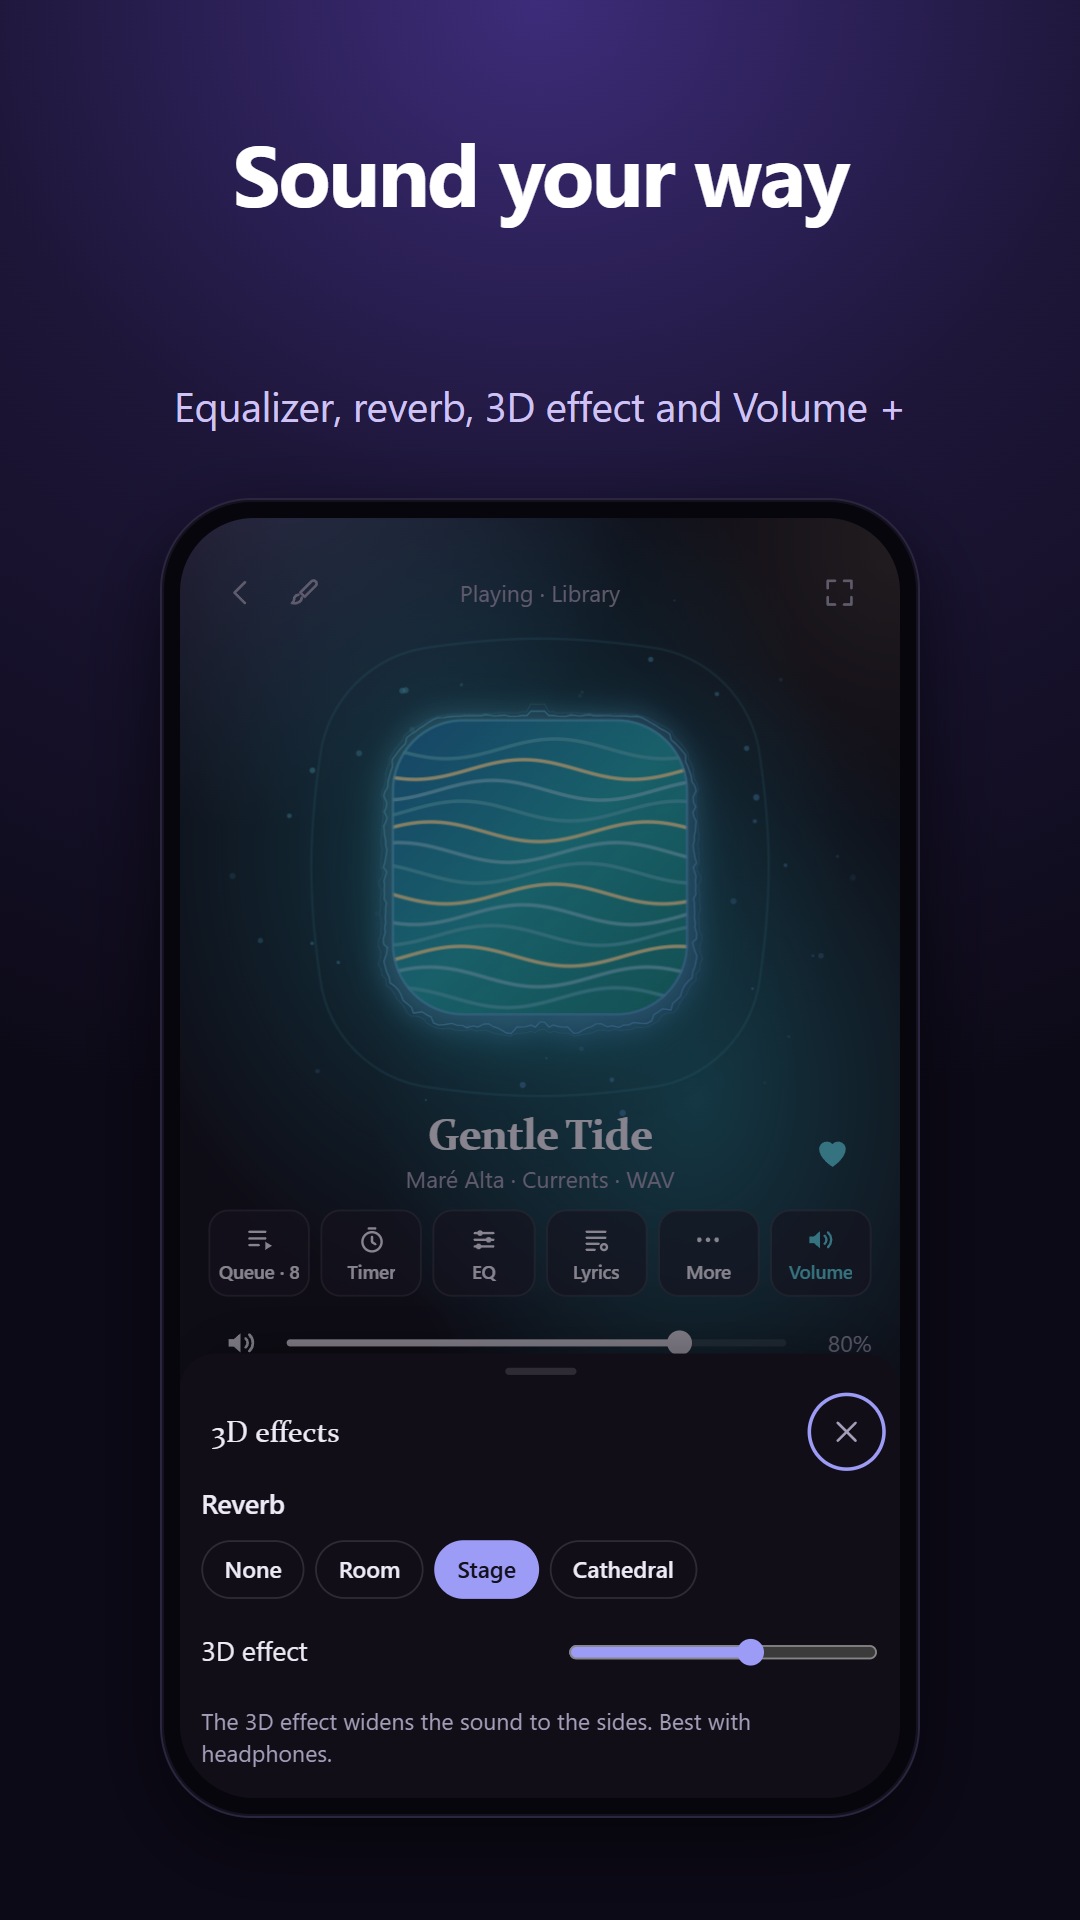 Sound your way
Equalizer, reverb, 3D effect and Volume +
Playing · Library
Gentle Tide
Maré Alta · Currents · WAV
Queue · 8
Timer
EQ
Lyrics
More
Volume
80%
3D effects
Reverb
None
Room
Stage
Cathedral
3D effect
The 3D effect widens the sound to the sides. Best with
headphones.